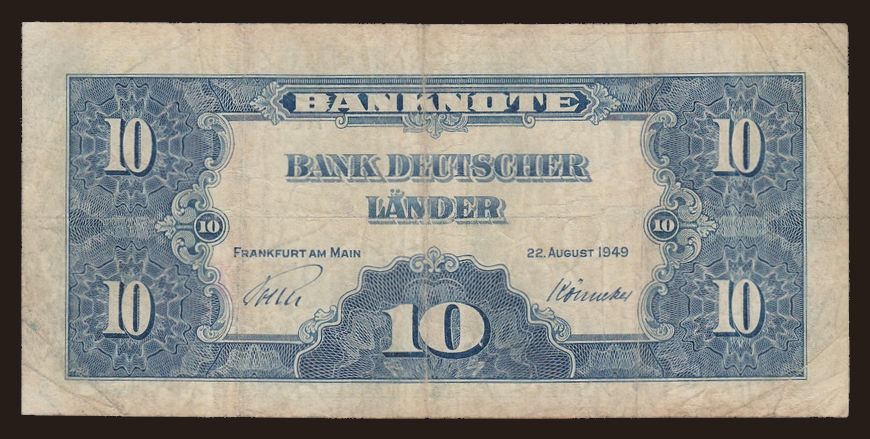 BANKNOTE
10 10
BANK DEUTSCHER
LÄNDER
10 10
FRANKFURT AM MAIN 22. AUGUST 1949
10 10 10